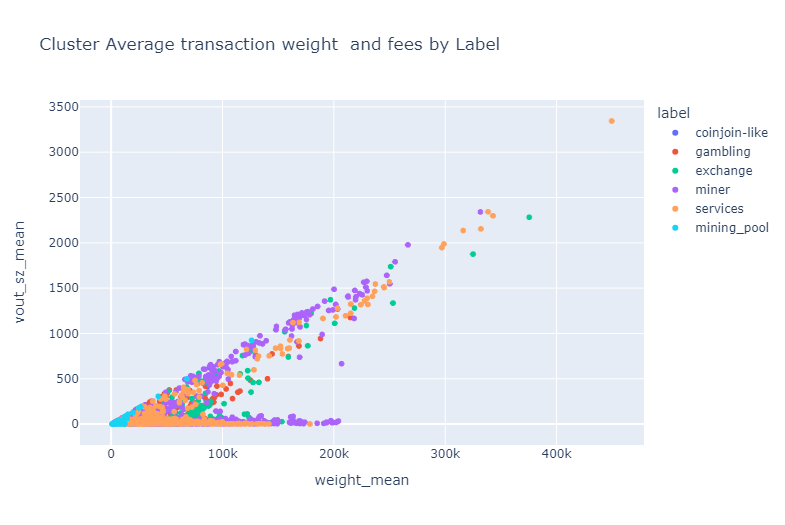 Cluster Average transaction weight  and fees by Label
3500
3000
2500
2000
1500
1000
500
0
0
100k
200k
300k
400k
vout_sz_mean
weight_mean
label
coinjoin-like
gambling
exchange
miner
services
mining_pool